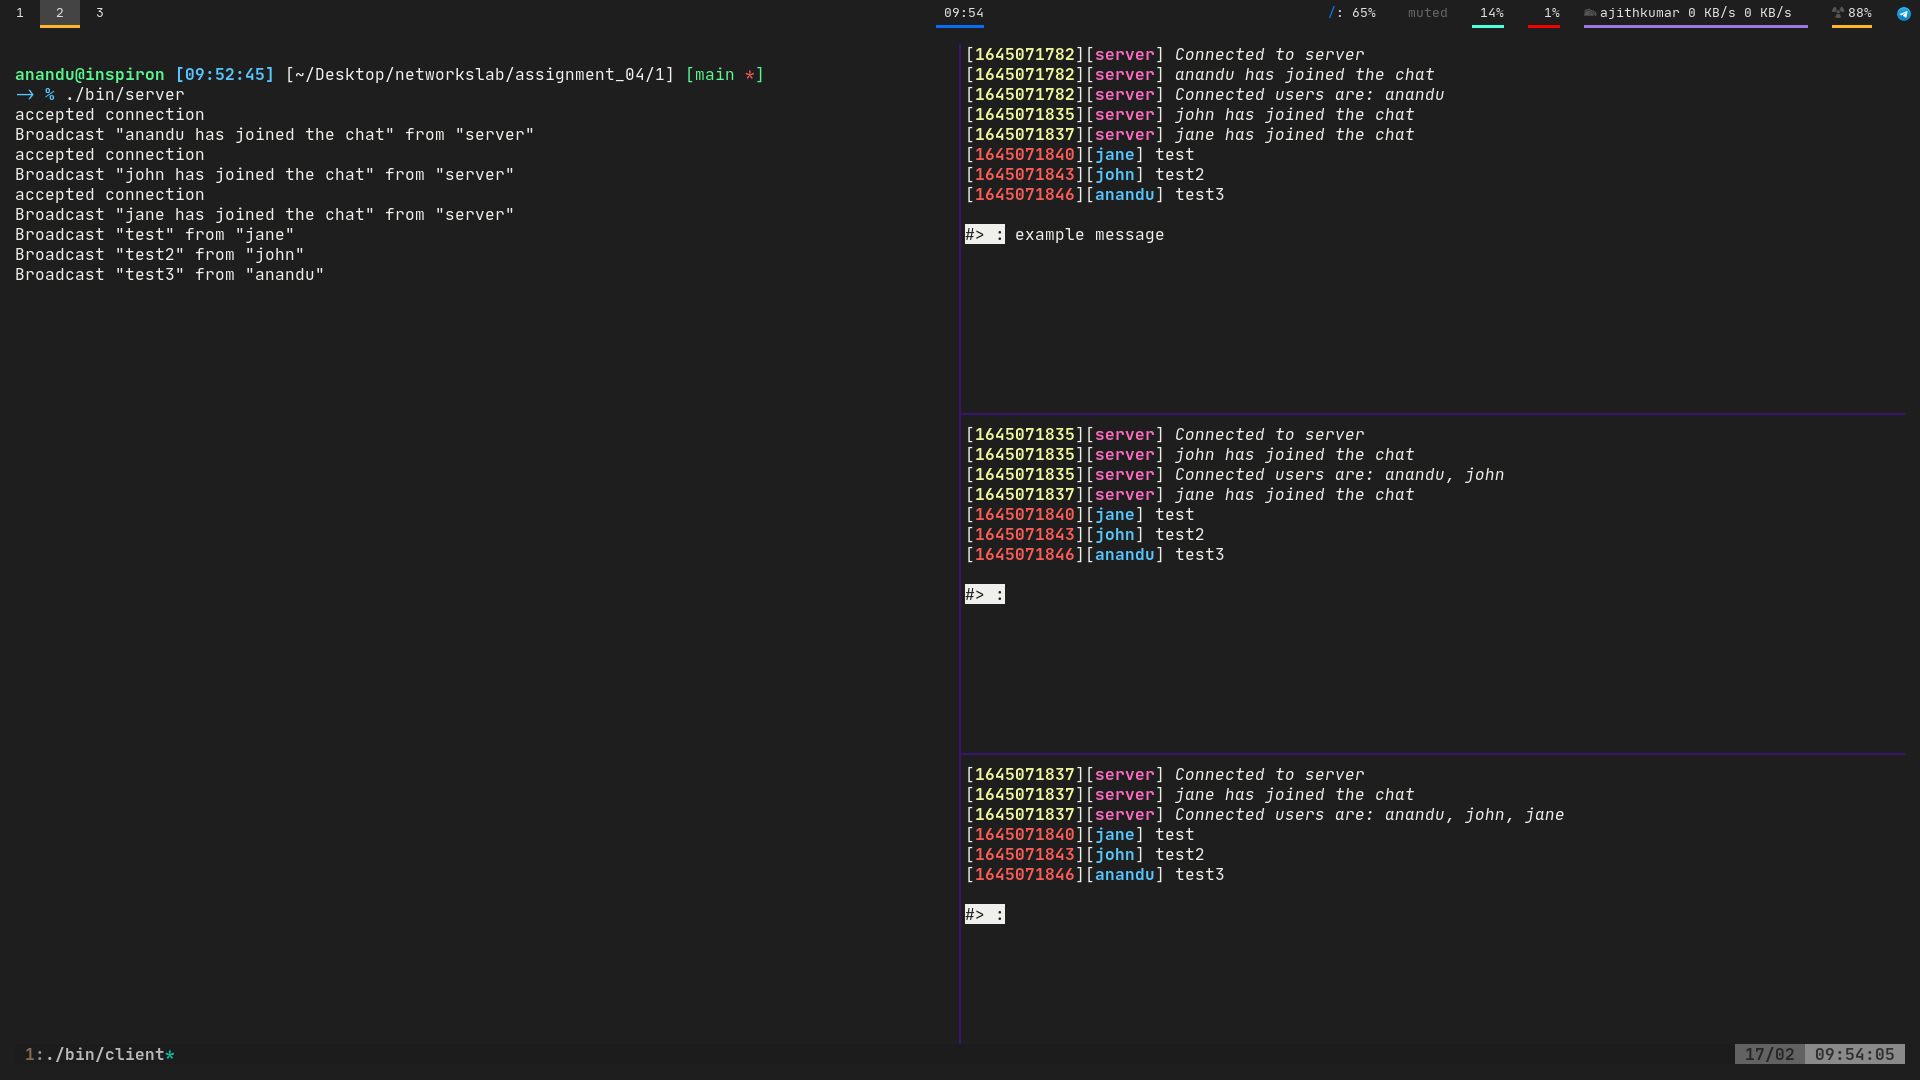 1 2 3 09:54 /: 65% muted 14% 1% ajithkumar 0 KB/s 0 KB/s 88%
anandu@inspiron [09:52:45] [~/Desktop/networkslab/assignment_04/1] [main *]
→ % ./bin/server
accepted connection
Broadcast "anandu has joined the chat" from "server"
accepted connection
Broadcast "john has joined the chat" from "server"
accepted connection
Broadcast "jane has joined the chat" from "server"
Broadcast "test" from "jane"
Broadcast "test2" from "john"
Broadcast "test3" from "anandu"
[1645071782][server] Connected to server
[1645071782][server] anandu has joined the chat
[1645071782][server] Connected users are: anandu
[1645071835][server] john has joined the chat
[1645071837][server] jane has joined the chat
[1645071840][jane] test
[1645071843][john] test2
[1645071846][anandu] test3
#> : example message
[1645071835][server] Connected to server
[1645071835][server] john has joined the chat
[1645071835][server] Connected users are: anandu, john
[1645071837][server] jane has joined the chat
[1645071840][jane] test
[1645071843][john] test2
[1645071846][anandu] test3
#> :
[1645071837][server] Connected to server
[1645071837][server] jane has joined the chat
[1645071837][server] Connected users are: anandu, john, jane
[1645071840][jane] test
[1645071843][john] test2
[1645071846][anandu] test3
#> :
1:./bin/client* 17/02 09:54:05